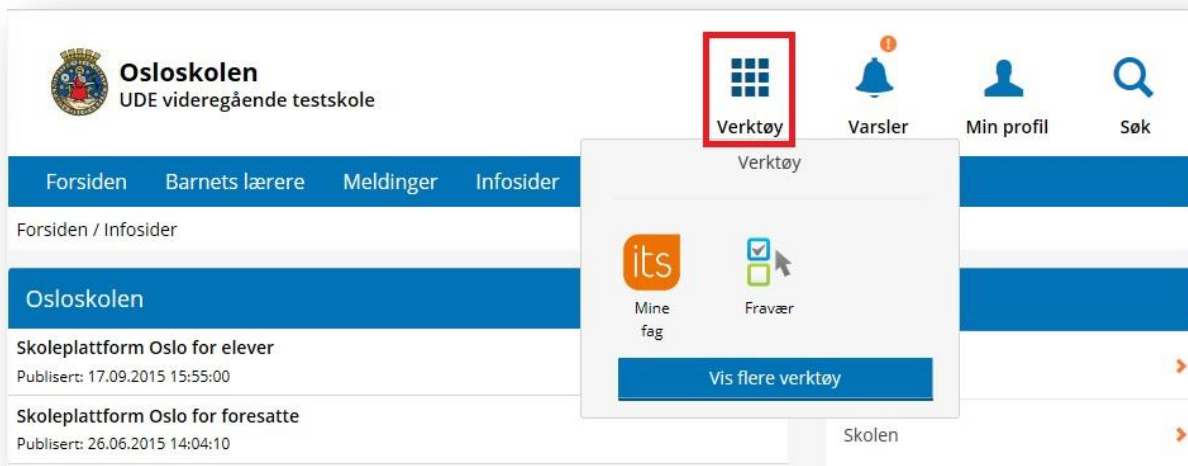 Osloskolen
UDE videregående testskole
Verktøy
Varsler
Min profil
Søk
Forsiden
Barnets lærere
Meldinger
Infosider
Forsiden / Infosider
Verktøy
its
Mine
fag
Fravær
Vis flere verktøy
Osloskolen
Skoleplattform Oslo for elever
Publisert: 17.09.2015 15:55:00
Skoleplattform Oslo for foresatte
Publisert: 26.06.2015 14:04:10
Skolen